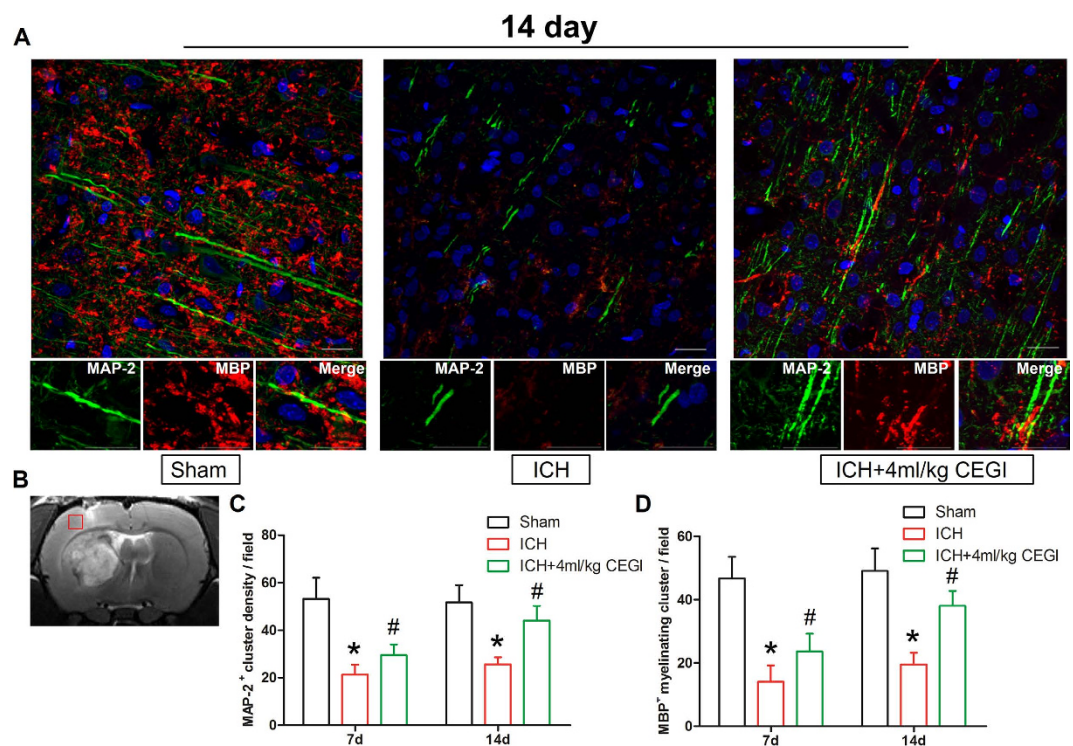 14 day
A
MAP-2 MBP Merge
MAP-2 MBP Merge
MAP-2 MBP Merge
Sham
ICH
ICH+4ml/kg CEGI
B
C
MAP-2 + cluster density / field
80
60
40
20
0
Sham
ICH
ICH+4ml/kg CEGI
* #
* #
7d 14d
D
MBP+ myelinating cluster / field
60
40
20
0
Sham
ICH
ICH+4ml/kg CEGI
* #
* #
7d 14d